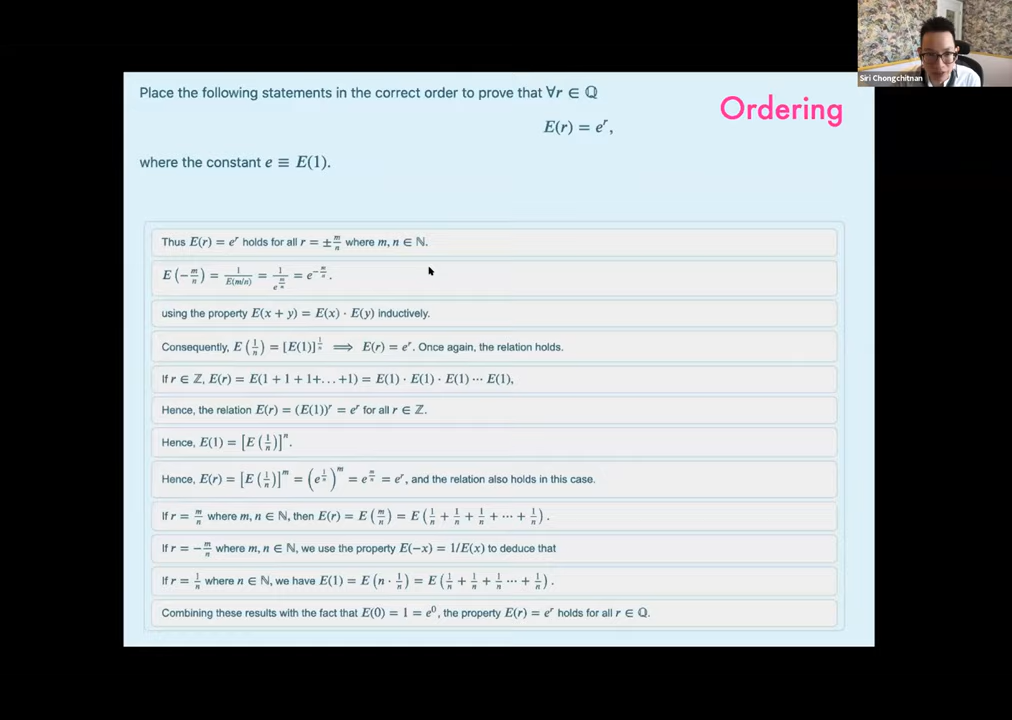 Siri Chongchitnan
Place the following statements in the correct order to prove that ∀r ∈ ℚ
Ordering
E(r) = e^r,
where the constant e ≡ E(1).
Thus E(r) = e^r holds for all r = ±m/n where m, n ∈ ℕ.
E(−m/n) = 1/E(m/n) = 1/e^(m/n) = e^(−m/n).
using the property E(x + y) = E(x) · E(y) inductively.
Consequently, E(1/n) = [E(1)]^(1/n) ⟹ E(r) = e^r. Once again, the relation holds.
If r ∈ ℤ, E(r) = E(1 + 1 + 1+. . . +1) = E(1) · E(1) · E(1) ⋯ E(1),
Hence, the relation E(r) = (E(1))^r = e^r for all r ∈ ℤ.
Hence, E(1) = [E(1/n)]^n.
Hence, E(r) = [E(1/n)]^m = (e^(1/n))^m = e^(m/n) = e^r, and the relation also holds in this case.
If r = m/n where m, n ∈ ℕ, then E(r) = E(m/n) = E(1/n + 1/n + 1/n + ⋯ + 1/n).
If r = −m/n where m, n ∈ ℕ, we use the property E(−x) = 1/E(x) to deduce that
If r = 1/n where n ∈ ℕ, we have E(1) = E(n · 1/n) = E(1/n + 1/n + 1/n ⋯ + 1/n).
Combining these results with the fact that E(0) = 1 = e^0, the property E(r) = e^r holds for all r ∈ ℚ.